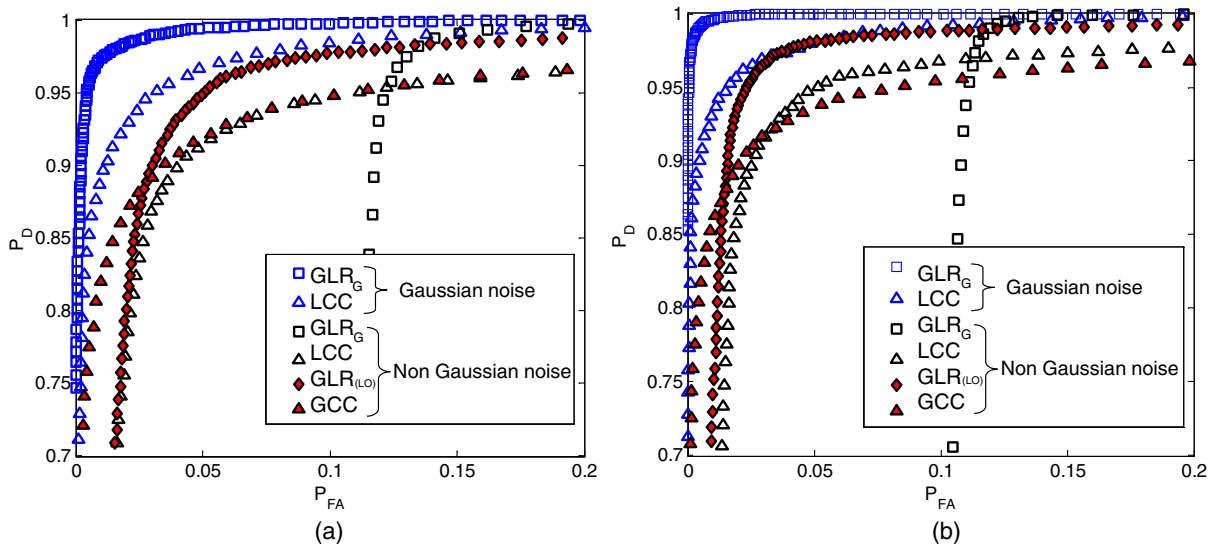 1
0.95
0.9
0.85
0.8
0.75
0.7
P_D
0
0.05
0.1
0.15
0.2
P_FA
GLR_G
LCC
Gaussian noise
GLR_G
LCC
GLR_(LO)
GCC
Non Gaussian noise
(a)
1
0.95
0.9
0.85
0.8
0.75
0.7
P_D
0
0.05
0.1
0.15
0.2
P_FA
GLR_G
LCC
Gaussian noise
GLR_G
LCC
GLR_(LO)
GCC
Non Gaussian noise
(b)